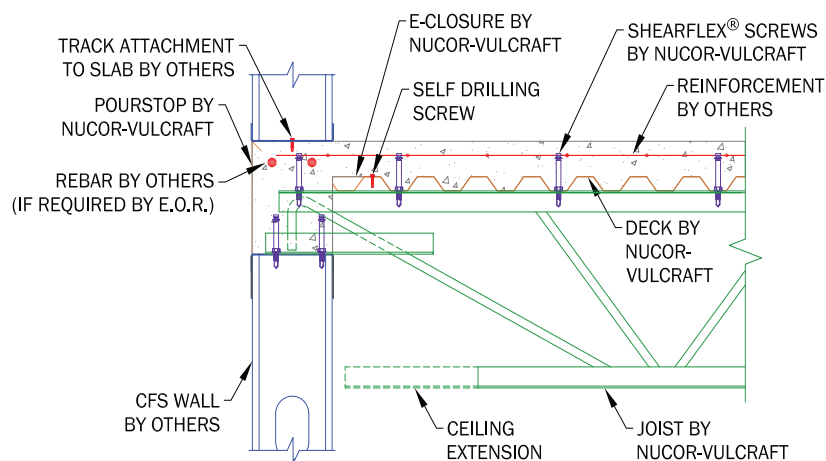 E-CLOSURE BY
NUCOR-VULCRAFT
SHEARFLEX® SCREWS
BY NUCOR-VULCRAFT
TRACK ATTACHMENT
TO SLAB BY OTHERS
SELF DRILLING
SCREW
REINFORCEMENT
BY OTHERS
POURSTOP BY
NUCOR-VULCRAFT
REBAR BY OTHERS
(IF REQUIRED BY E.O.R.)
DECK BY
NUCOR-
VULCRAFT
CFS WALL
BY OTHERS
CEILING
EXTENSION
JOIST BY
NUCOR-VULCRAFT